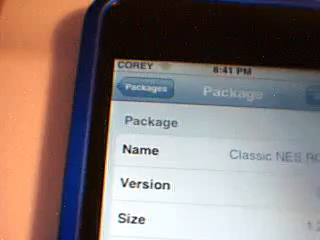 COREY 8:41 PM
Packages Package
Package
Name Classic NES
Version
Size